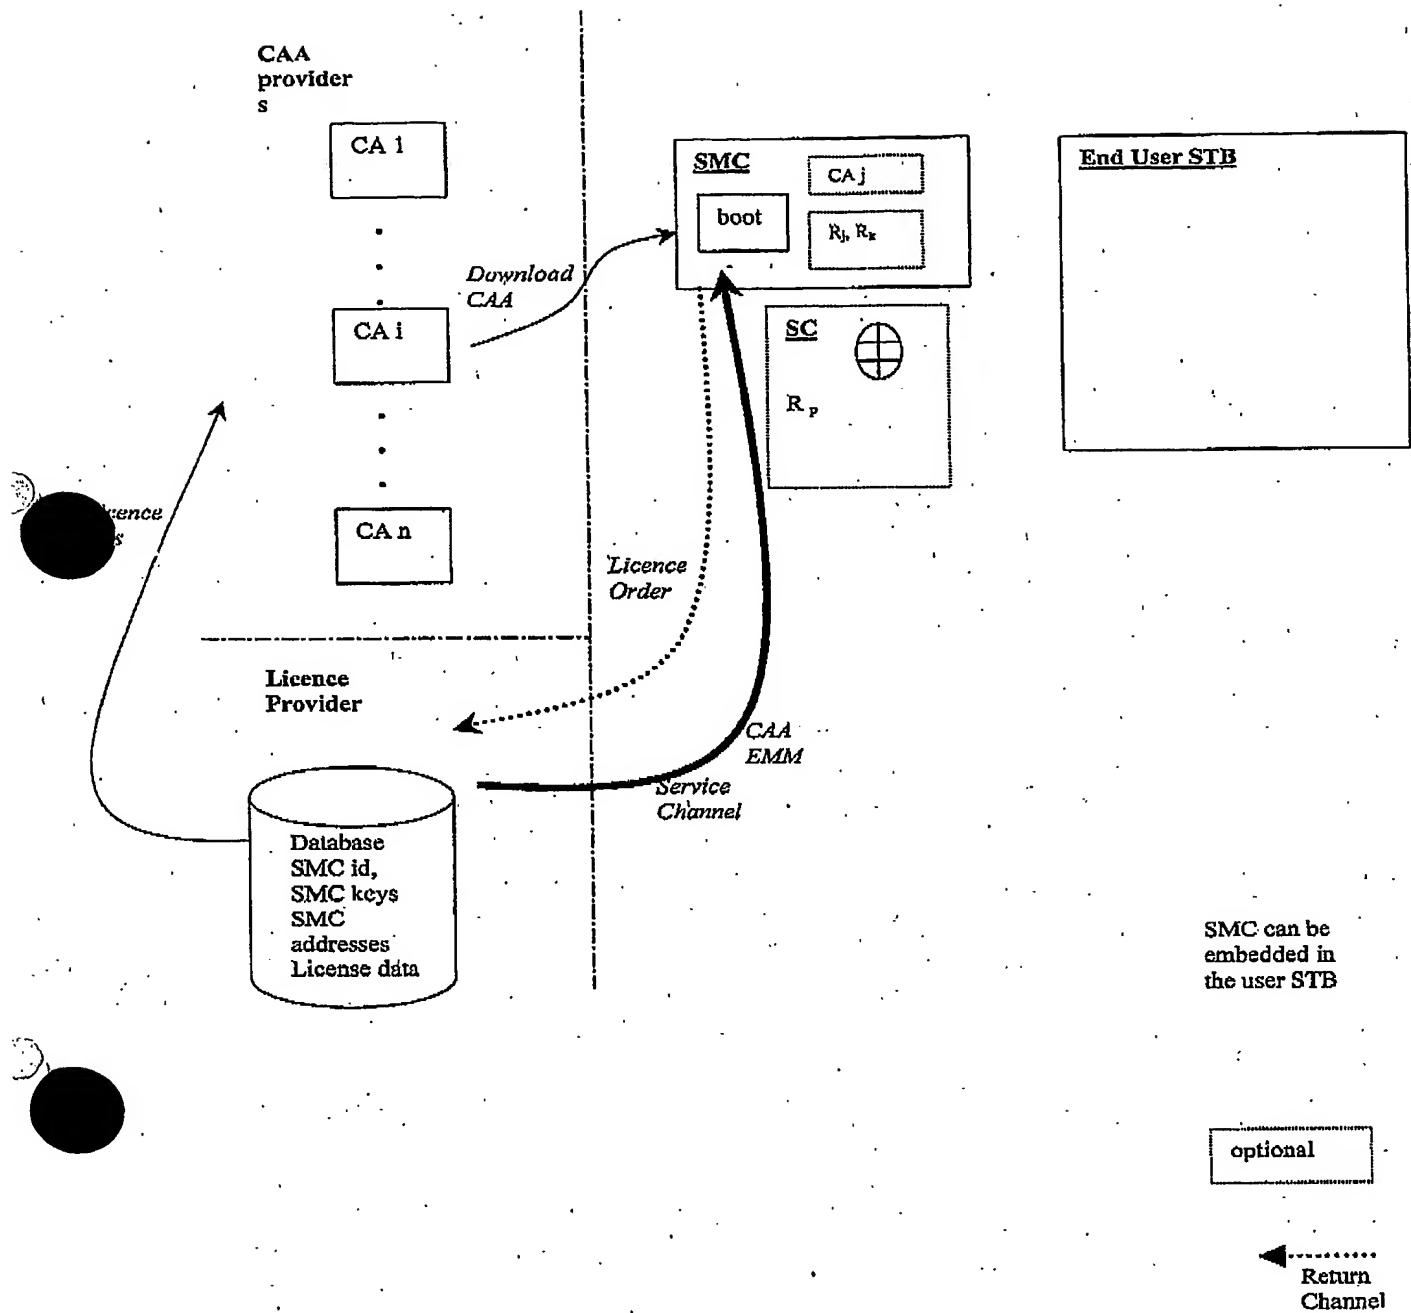 CAA
provider
s
CA 1
CA i
CA n
Download
CAA
SMC
boot
CA j
Rj, Rk
SC
R p
End User STB
Licence
Order
Licence
Provider
CAA
EMM
Service
Channel
Database
SMC id,
SMC keys
SMC
addresses
License data
SMC can be
embedded in
the user STB
optional
Return
Channel